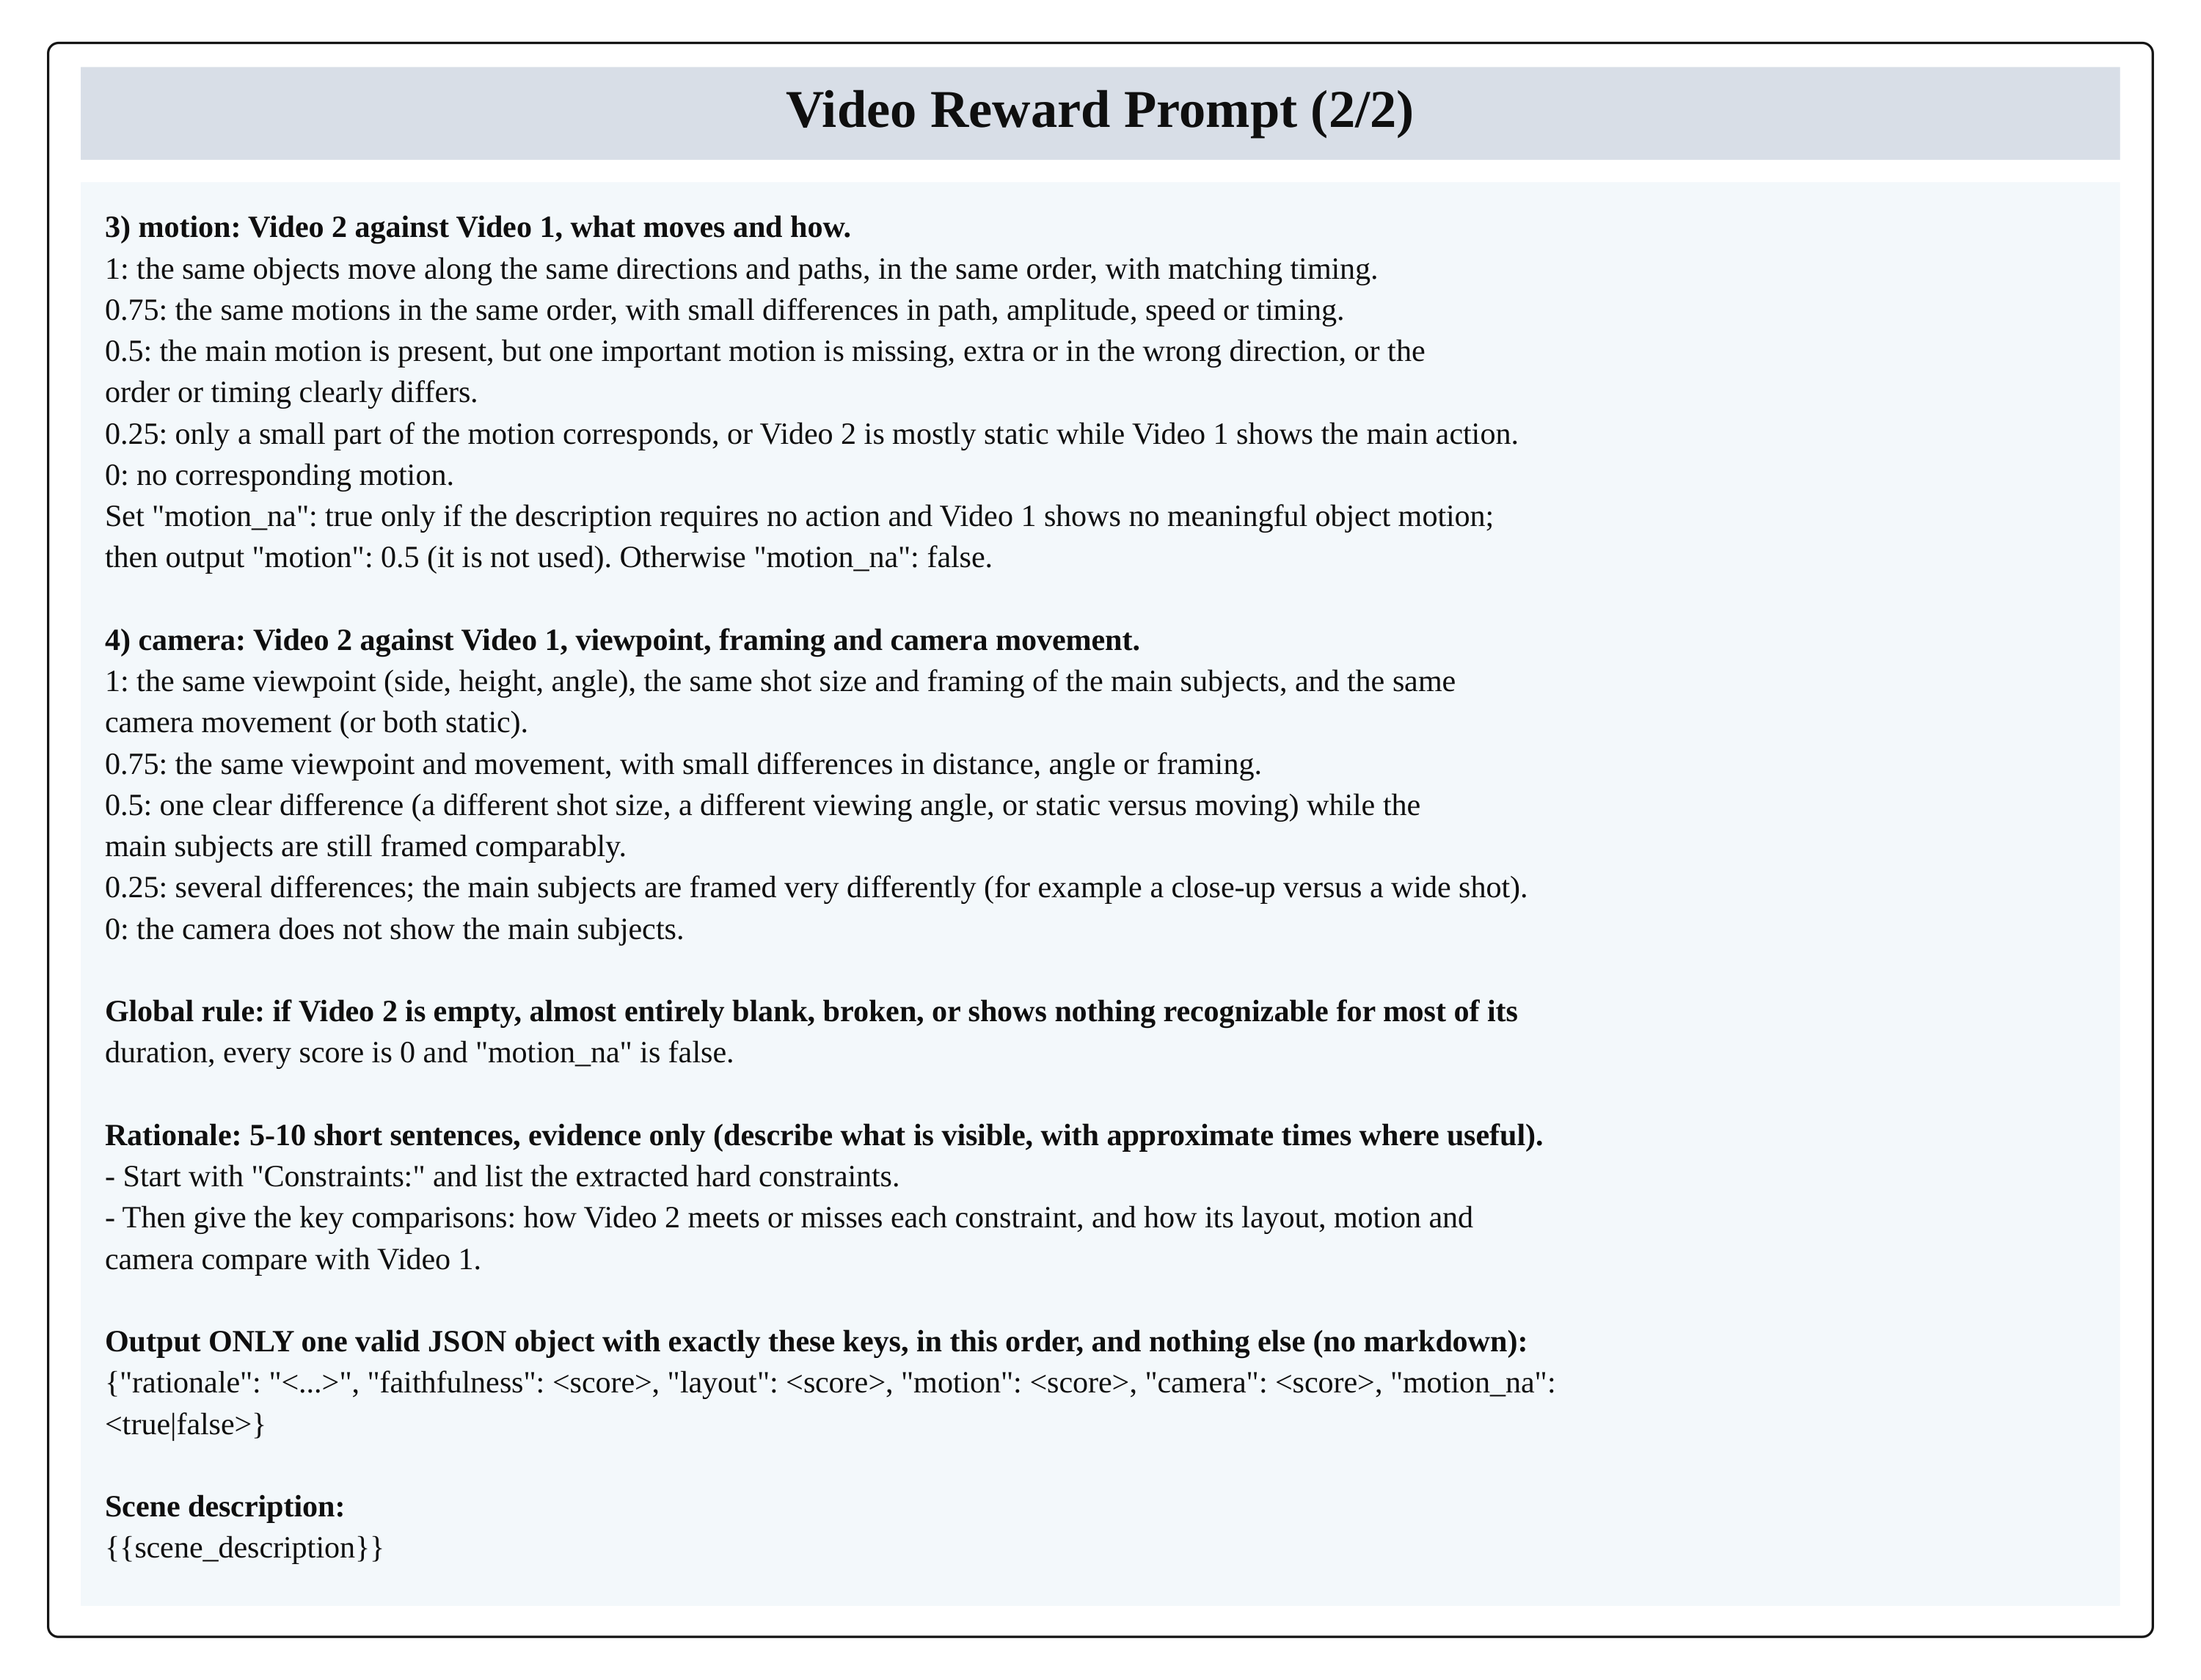 Video Reward Prompt (2/2)
3) motion: Video 2 against Video 1, what moves and how.
1: the same objects move along the same directions and paths, in the same order, with matching timing.
0.75: the same motions in the same order, with small differences in path, amplitude, speed or timing.
0.5: the main motion is present, but one important motion is missing, extra or in the wrong direction, or the
order or timing clearly differs.
0.25: only a small part of the motion corresponds, or Video 2 is mostly static while Video 1 shows the main action.
0: no corresponding motion.
Set "motion_na": true only if the description requires no action and Video 1 shows no meaningful object motion;
then output "motion": 0.5 (it is not used). Otherwise "motion_na": false.
4) camera: Video 2 against Video 1, viewpoint, framing and camera movement.
1: the same viewpoint (side, height, angle), the same shot size and framing of the main subjects, and the same
camera movement (or both static).
0.75: the same viewpoint and movement, with small differences in distance, angle or framing.
0.5: one clear difference (a different shot size, a different viewing angle, or static versus moving) while the
main subjects are still framed comparably.
0.25: several differences; the main subjects are framed very differently (for example a close-up versus a wide shot).
0: the camera does not show the main subjects.
Global rule: if Video 2 is empty, almost entirely blank, broken, or shows nothing recognizable for most of its
duration, every score is 0 and "motion_na" is false.
Rationale: 5-10 short sentences, evidence only (describe what is visible, with approximate times where useful).
- Start with "Constraints:" and list the extracted hard constraints.
- Then give the key comparisons: how Video 2 meets or misses each constraint, and how its layout, motion and
camera compare with Video 1.
Output ONLY one valid JSON object with exactly these keys, in this order, and nothing else (no markdown):
{"rationale": "<...>", "faithfulness": <score>, "layout": <score>, "motion": <score>, "camera": <score>, "motion_na":
<true|false>}
Scene description:
{{scene_description}}